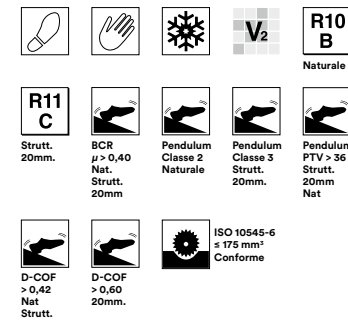 V2
R10
B
Naturale
R11
C
Strutt.
20mm.
BCR
μ > 0,40
Nat.
Strutt.
20mm
Pendulum
Classe 2
Naturale
Pendulum
Classe 3
Strutt.
20mm.
Pendulum
PTV > 36
Strutt.
20mm
Nat
D-COF
> 0,42
Nat
Strutt.
D-COF
> 0,60
20mm.
ISO 10545-6
≤ 175 mm³
Conforme